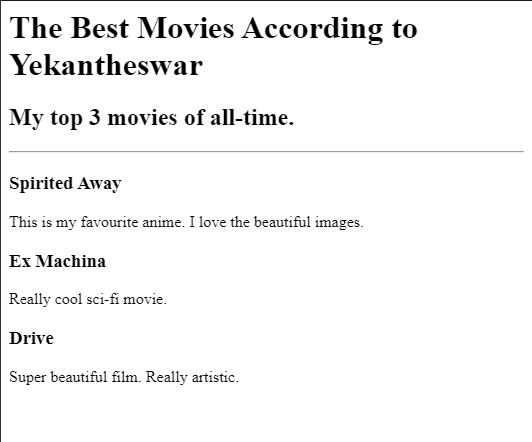 The Best Movies According to
Yekantheswar
My top 3 movies of all-time.
Spirited Away
This is my favourite anime. I love the beautiful images.
Ex Machina
Really cool sci-fi movie.
Drive
Super beautiful film. Really artistic.